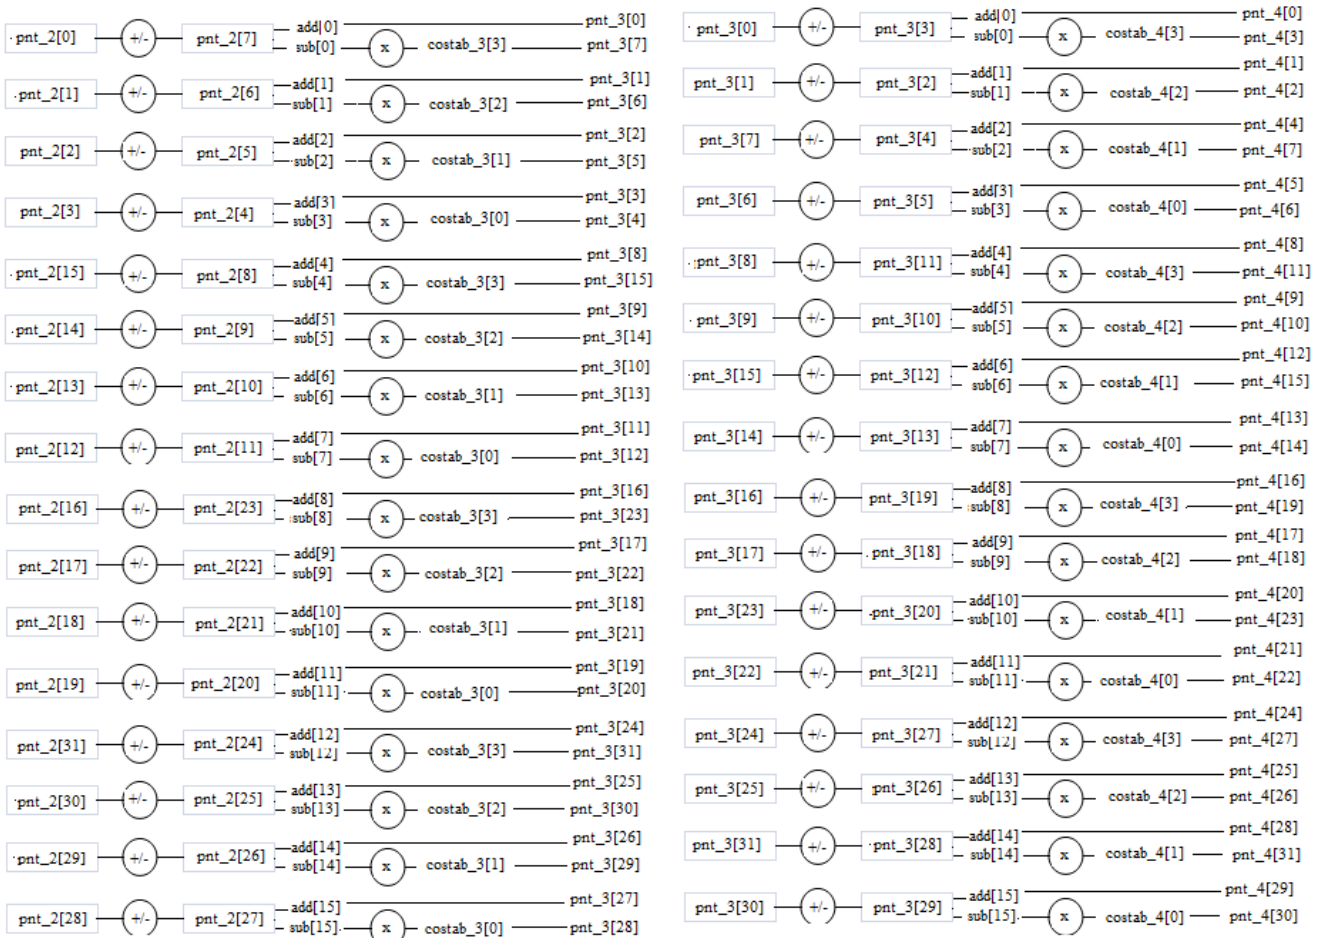 pnt_2[0] +/- pnt_2[7] add[0] pnt_3[0]
sub[0] x costab_3[3] pnt_3[7]
pnt_2[1] +/- pnt_2[6] add[1] pnt_3[1]
sub[1] x costab_3[2] pnt_3[6]
pnt_2[2] +/- pnt_2[5] add[2] pnt_3[2]
sub[2] x costab_3[1] pnt_3[5]
pnt_2[3] +/- pnt_2[4] add[3] pnt_3[3]
sub[3] x costab_3[0] pnt_3[4]
pnt_2[15] +/- pnt_2[8] add[4] pnt_3[8]
sub[4] x costab_3[3] pnt_3[15]
pnt_2[14] +/- pnt_2[9] add[5] pnt_3[9]
sub[5] x costab_3[2] pnt_3[14]
pnt_2[13] +/- pnt_2[10] add[6] pnt_3[10]
sub[6] x costab_3[1] pnt_3[13]
pnt_2[12] +/- pnt_2[11] add[7] pnt_3[11]
sub[7] x costab_3[0] pnt_3[12]
pnt_2[16] +/- pnt_2[23] add[8] pnt_3[16]
sub[8] x costab_3[3] pnt_3[23]
pnt_2[17] +/- pnt_2[22] add[9] pnt_3[17]
sub[9] x costab_3[2] pnt_3[22]
pnt_2[18] +/- pnt_2[21] add[10] pnt_3[18]
sub[10] x costab_3[1] pnt_3[21]
pnt_2[19] +/- pnt_2[20] add[11] pnt_3[19]
sub[11] x costab_3[0] pnt_3[20]
pnt_2[31] +/- pnt_2[24] add[12] pnt_3[24]
sub[12] x costab_3[3] pnt_3[31]
pnt_2[30] +/- pnt_2[25] add[13] pnt_3[25]
sub[13] x costab_3[2] pnt_3[30]
pnt_2[29] +/- pnt_2[26] add[14] pnt_3[26]
sub[14] x costab_3[1] pnt_3[29]
pnt_2[28] +/- pnt_2[27] add[15] pnt_3[27]
sub[15] x costab_3[0] pnt_3[28]
pnt_3[0] +/- pnt_3[3] add[0] pnt_4[0]
sub[0] x costab_4[3] pnt_4[3]
pnt_3[1] +/- pnt_3[2] add[1] pnt_4[1]
sub[1] x costab_4[2] pnt_4[2]
pnt_3[7] +/- pnt_3[4] add[2] pnt_4[4]
sub[2] x costab_4[1] pnt_4[7]
pnt_3[6] +/- pnt_3[5] add[3] pnt_4[5]
sub[3] x costab_4[0] pnt_4[6]
pnt_3[8] +/- pnt_3[11] add[4] pnt_4[8]
sub[4] x costab_4[3] pnt_4[11]
pnt_3[9] +/- pnt_3[10] add[5] pnt_4[9]
sub[5] x costab_4[2] pnt_4[10]
pnt_3[15] +/- pnt_3[12] add[6] pnt_4[12]
sub[6] x costab_4[1] pnt_4[15]
pnt_3[14] +/- pnt_3[13] add[7] pnt_4[13]
sub[7] x costab_4[0] pnt_4[14]
pnt_3[16] +/- pnt_3[19] add[8] pnt_4[16]
sub[8] x costab_4[3] pnt_4[19]
pnt_3[17] +/- pnt_3[18] add[9] pnt_4[17]
sub[9] x costab_4[2] pnt_4[18]
pnt_3[23] +/- pnt_3[20] add[10] pnt_4[20]
sub[10] x costab_4[1] pnt_4[23]
pnt_3[22] +/- pnt_3[21] add[11] pnt_4[21]
sub[11] x costab_4[0] pnt_4[22]
pnt_3[24] +/- pnt_3[27] add[12] pnt_4[24]
sub[12] x costab_4[3] pnt_4[27]
pnt_3[25] +/- pnt_3[26] add[13] pnt_4[25]
sub[13] x costab_4[2] pnt_4[26]
pnt_3[31] +/- pnt_3[28] add[14] pnt_4[28]
sub[14] x costab_4[1] pnt_4[31]
pnt_3[30] +/- pnt_3[29] add[15] pnt_4[29]
sub[15] x costab_4[0] pnt_4[30]